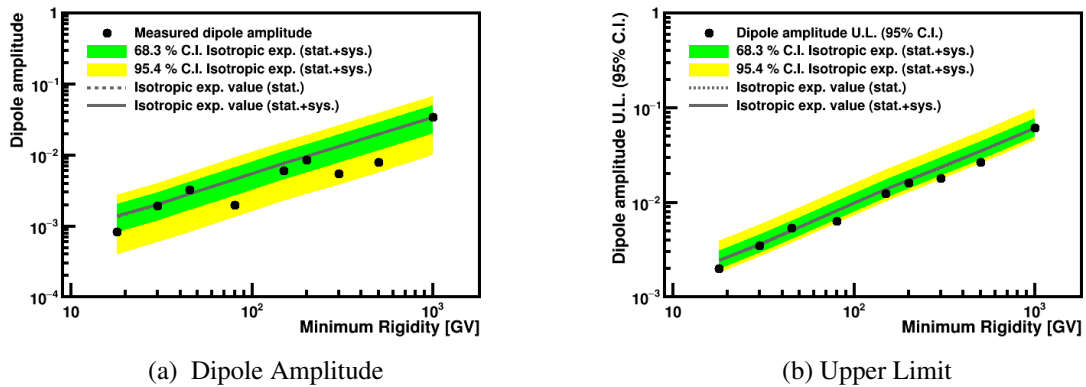 Dipole amplitude
1
10⁻¹
10⁻²
10⁻³
10⁻⁴
Measured dipole amplitude
68.3 % C.I. Isotropic exp. (stat.+sys.)
95.4 % C.I. Isotropic exp. (stat.+sys.)
Isotropic exp. value (stat.)
Isotropic exp. value (stat.+sys.)
10
10²
10³
Minimum Rigidity [GV]
(a) Dipole Amplitude
Dipole amplitude U.L. (95% C.I.)
1
10⁻¹
10⁻²
10⁻³
Dipole amplitude U.L. (95% C.I.)
68.3 % C.I. Isotropic exp. (stat.+sys.)
95.4 % C.I. Isotropic exp. (stat.+sys.)
Isotropic exp. value (stat.)
Isotropic exp. value (stat.+sys.)
10
10²
10³
Minimum Rigidity [GV]
(b) Upper Limit